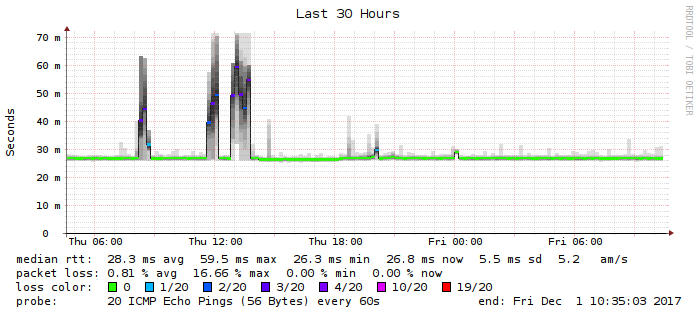 Last 30 Hours
RRDTOOL / TOBI OETIKER
Seconds
70 m
60 m
50 m
40 m
30 m
20 m
10 m
0
Thu 06:00 Thu 12:00 Thu 18:00 Fri 00:00 Fri 06:00
median rtt: 28.3 ms avg 59.5 ms max 26.3 ms min 26.8 ms now 5.5 ms sd 5.2 am/s
packet loss: 0.81 % avg 16.66 % max 0.00 % min 0.00 % now
loss color: 0 1/20 2/20 3/20 4/20 10/20 19/20
probe: 20 ICMP Echo Pings (56 Bytes) every 60s end: Fri Dec 1 10:35:03 2017